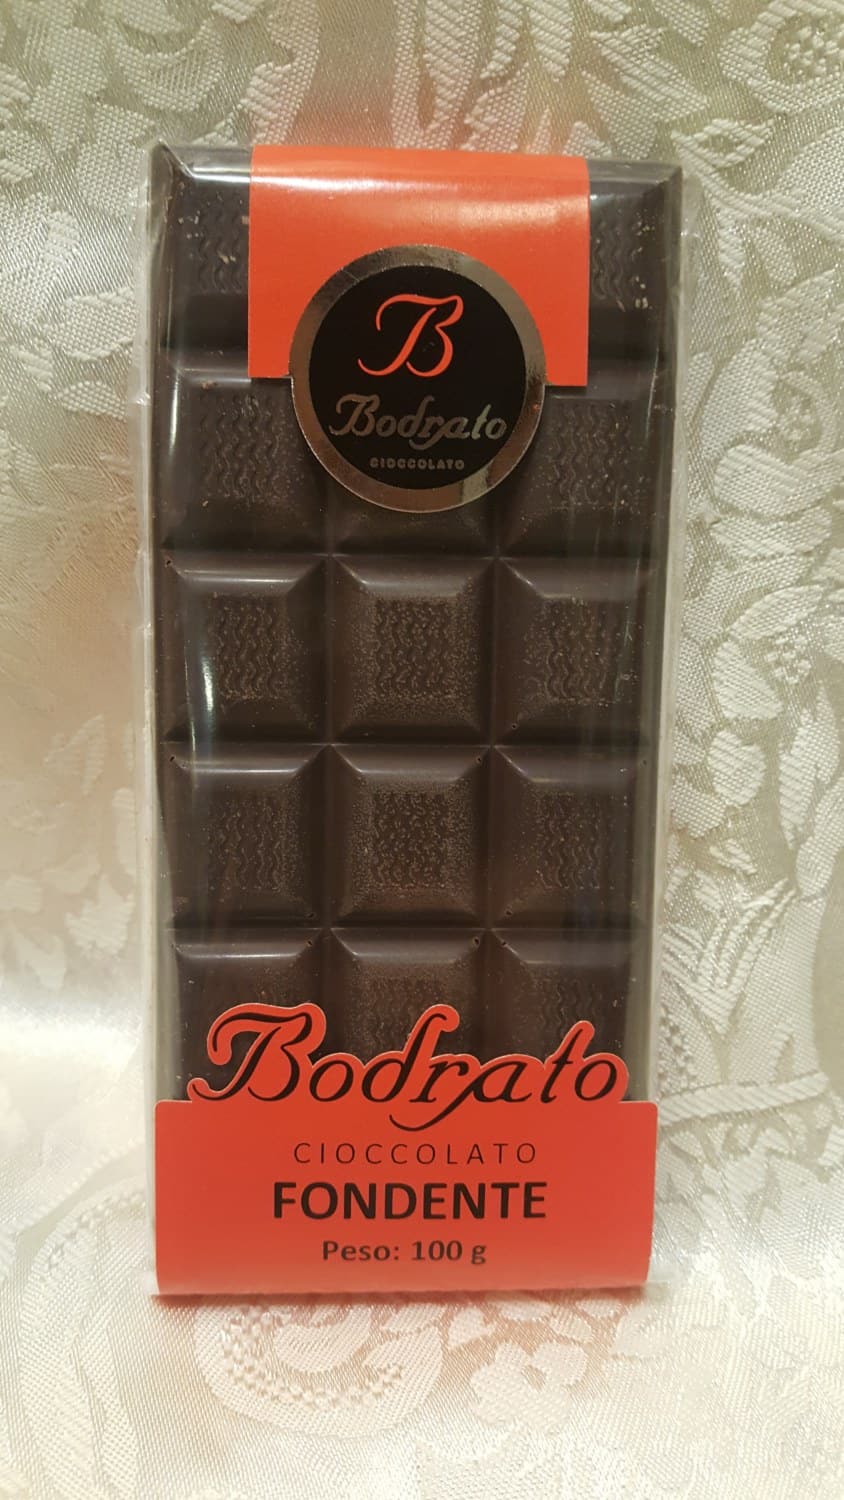 B
Bodrato
CIOCCOLATO
Bodrato
CIOCCOLATO
FONDENTE
Peso: 100 g